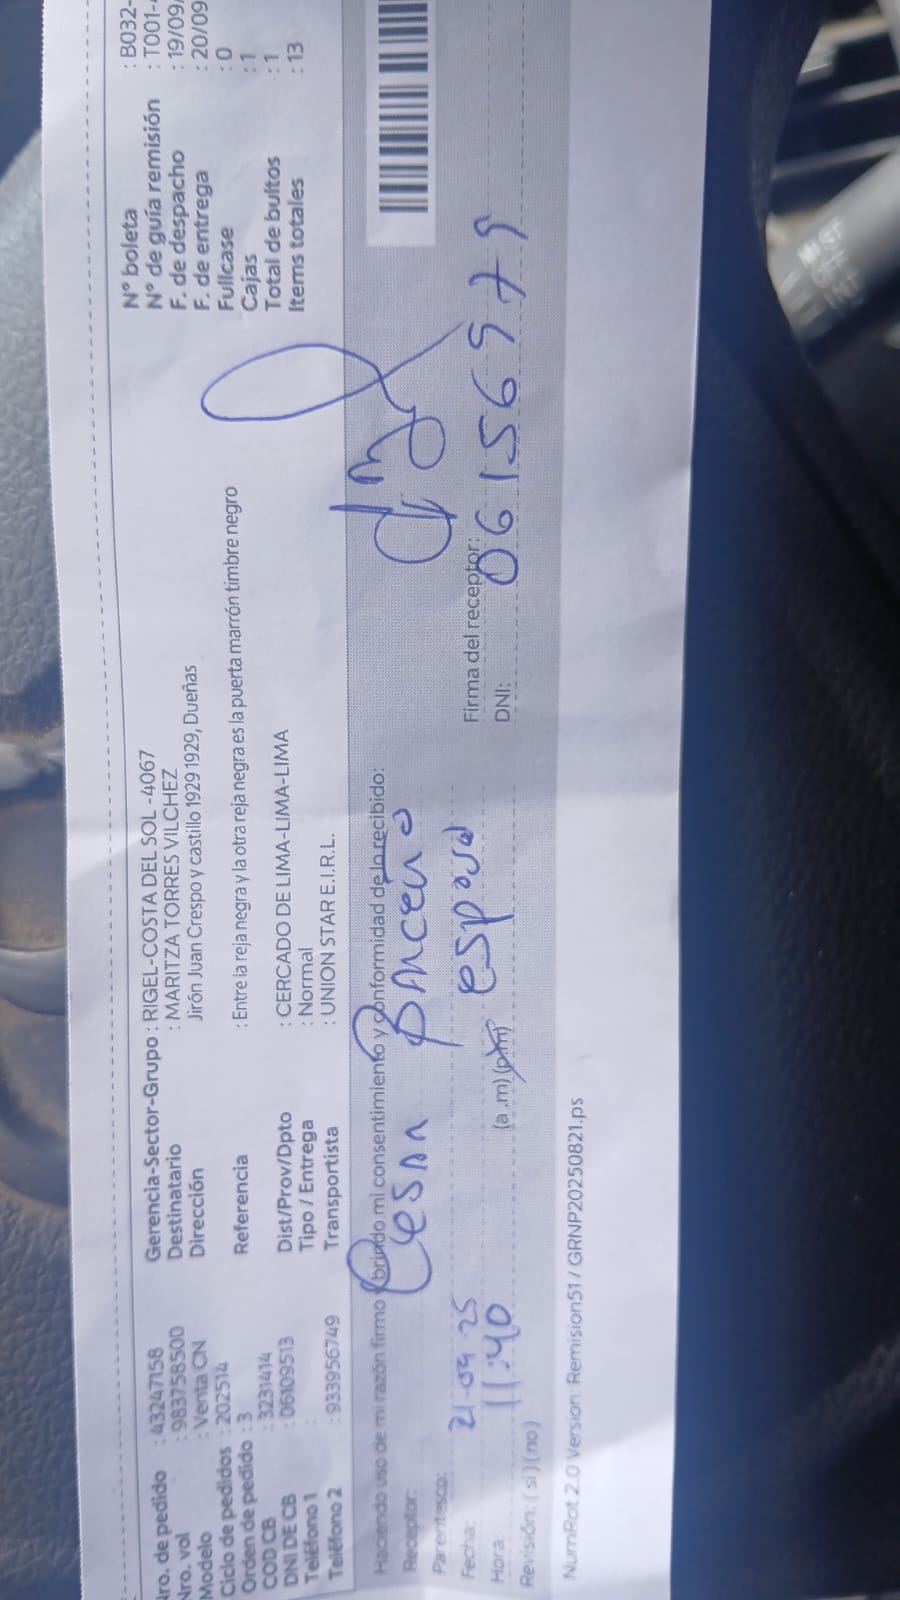 Nro. de pedido : 43247158
Nro. vol : 9837758500
Modelo : Venta CN
Ciclo de pedidos : 202514
Orden de pedido : 3
COD CB : 3231414
DNI DE CB : 06109513
Teléfono 1 :
Teléfono 2 : 933956749
Gerencia-Sector-Grupo : RIGEL-COSTA DEL SOL -4067
Destinatario : MARITZA TORRES VILCHEZ
Dirección Jirón Juan Crespo y castillo 1929 1929, Dueñas
Referencia : Entre la reja negra y la otra reja negra es la puerta marrón timbre negro
Dist/Prov/Dpto : CERCADO DE LIMA-LIMA-LIMA
Tipo / Entrega : Normal
Transportista : UNION STAR E.I.R.L.
N° boleta : B032-
N° de guía remisión : T001-
F. de despacho : 19/09/
F. de entrega : 20/09
Fullcase : 0
Cajas : 1
Total de bultos : 1
Items totales : 13
Haciendo uso de mi razón firmo y brindo mi consentimiento y conformidad de lo recibido:
Receptor: Cesar
Parentesco: esposo
Fecha: 21-09-25
Hora: 11:40 (a .m) (p.m)
Revisión: ( si ) ( no )
Firma del receptor:
DNI: 06156979
NumRot 2.0 Version: Remision51 / GRNP20250821.ps